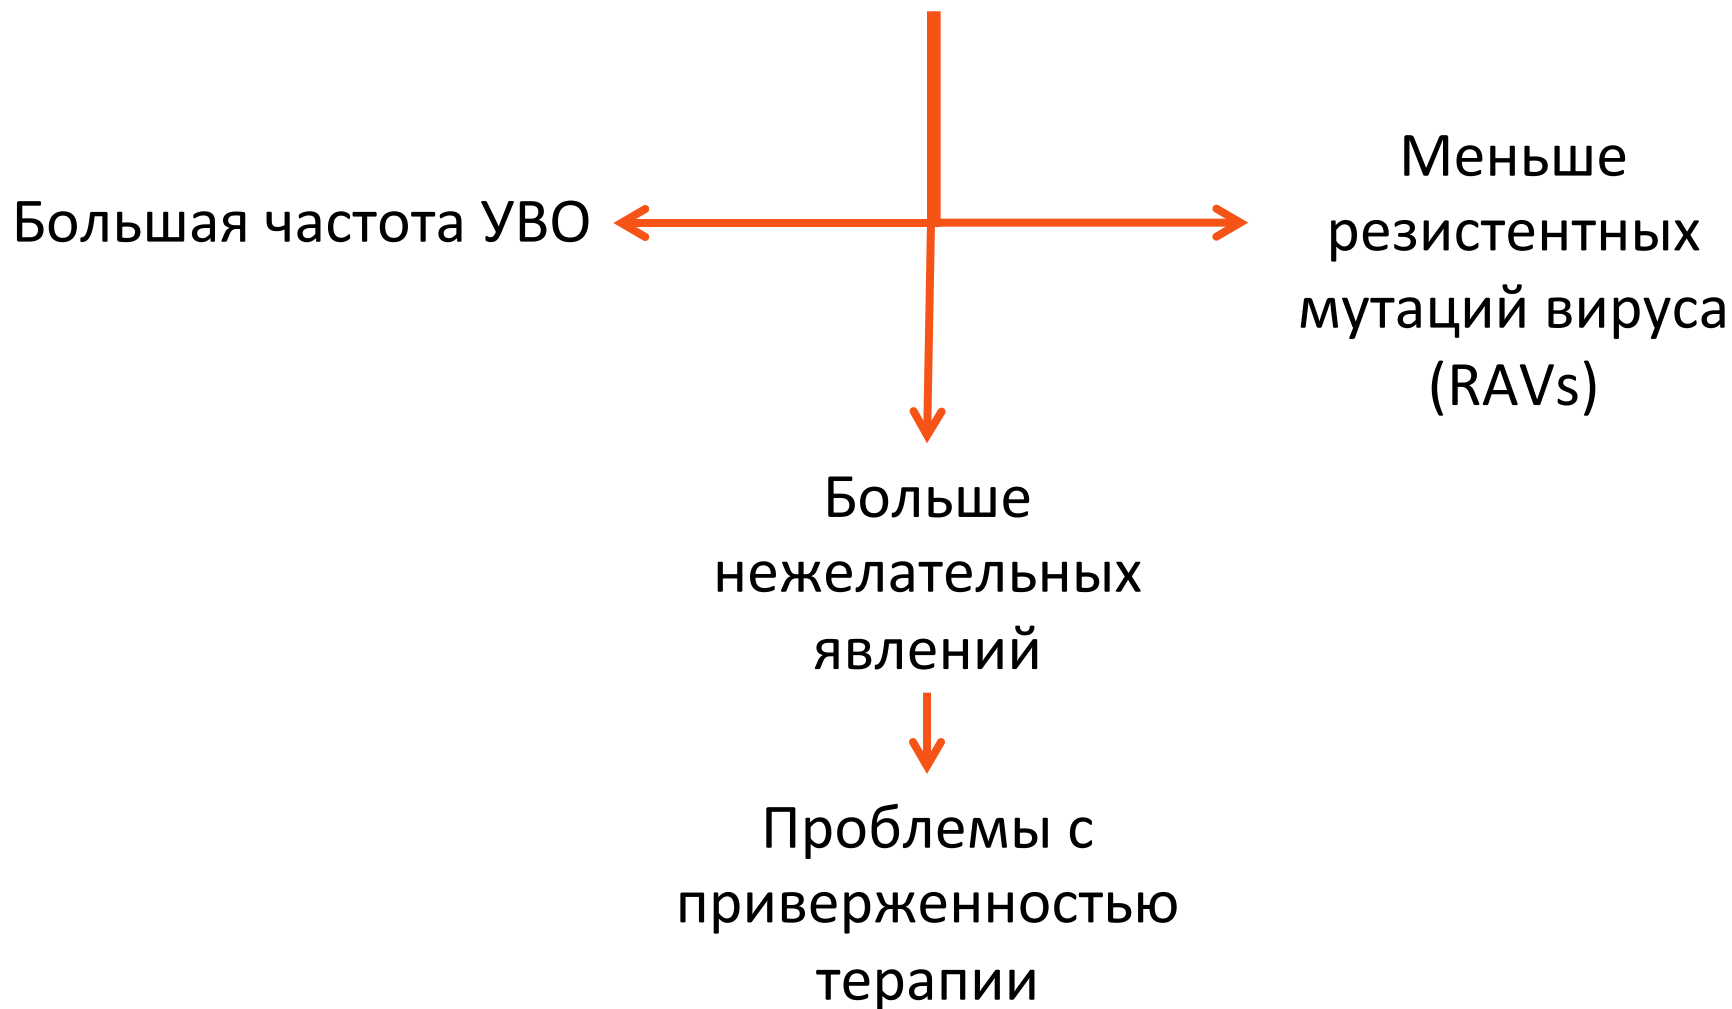 Большая частота УВО
Меньше
резистентных
мутаций вируса
(RAVs)
Больше
нежелательных
явлений
Проблемы с
приверженностью
терапии